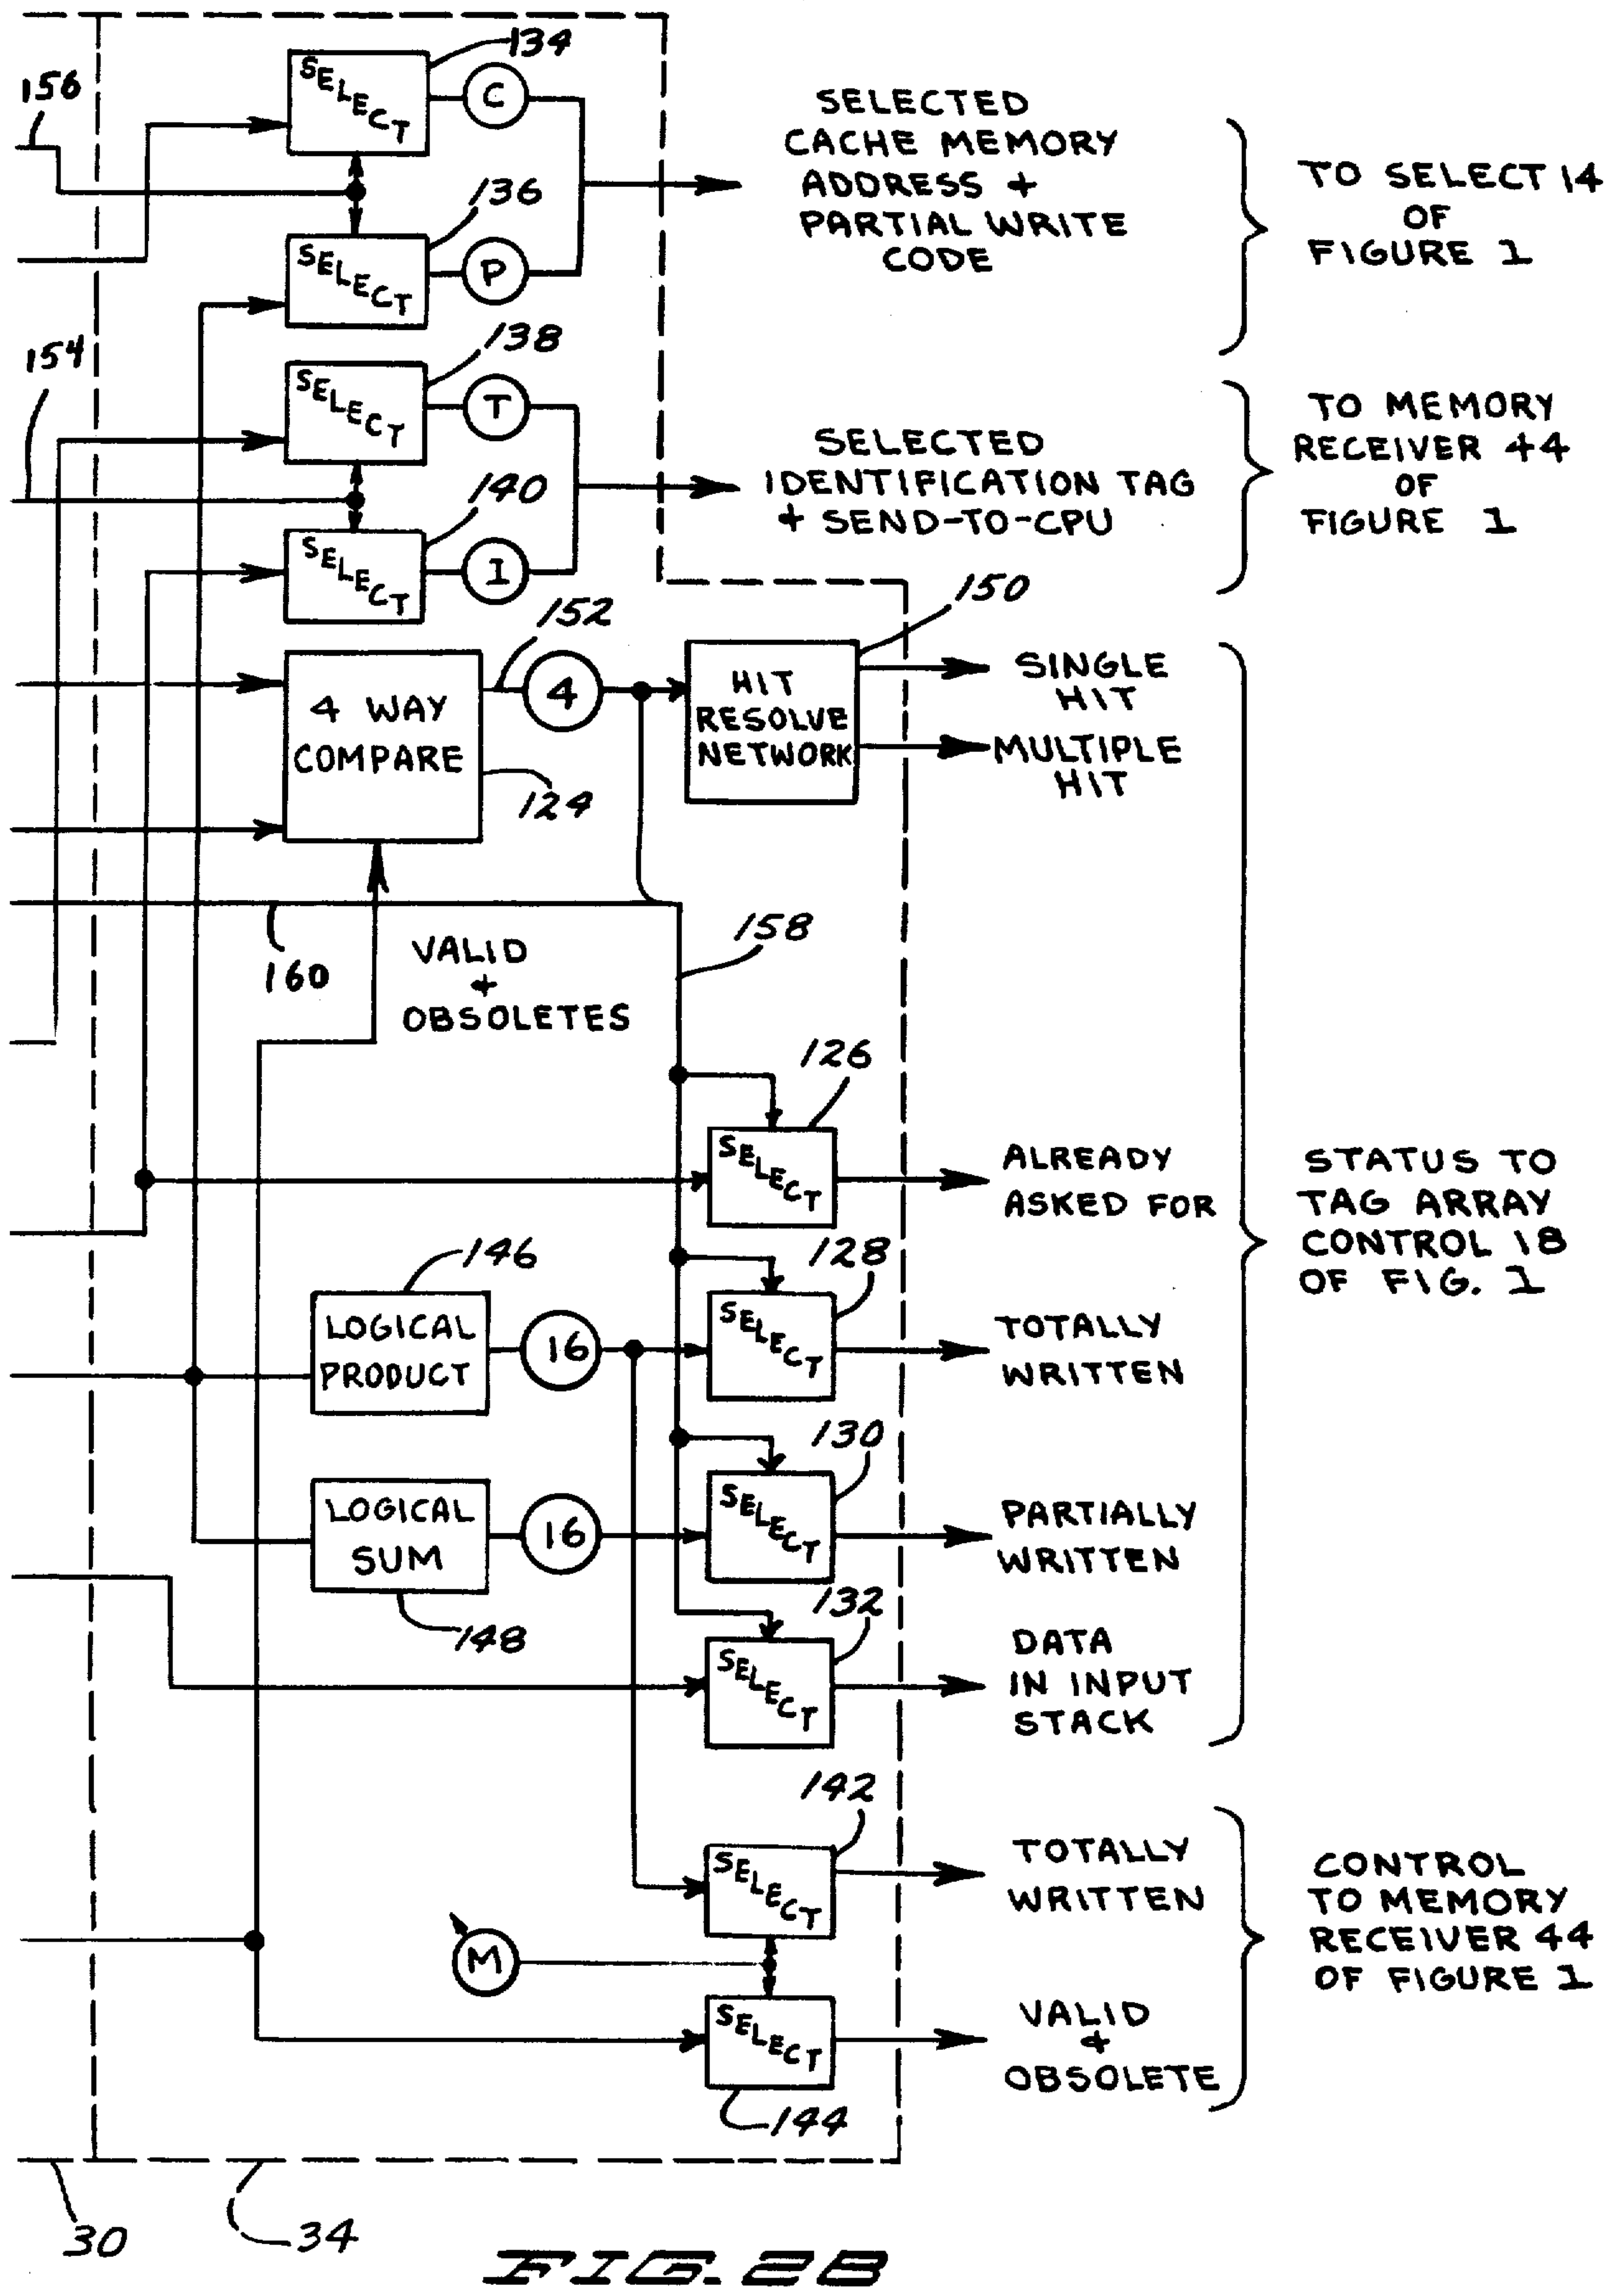 134
156
SELECT
C
SELECTED
CACHE MEMORY
ADDRESS +
PARTIAL WRITE
CODE
TO SELECT 14
OF
FIGURE 1
136
SELECT
P
154
138
SELECT
T
SELECTED
IDENTIFICATION TAG
+ SEND-TO-CPU
TO MEMORY
RECEIVER 44
OF
FIGURE 1
140
SELECT
I
152
150
4 WAY
COMPARE
4
124
HIT
RESOLVE
NETWORK
SINGLE
HIT
MULTIPLE
HIT
160
VALID
+
OBSOLETES
158
126
SELECT
ALREADY
ASKED FOR
STATUS TO
TAG ARRAY
CONTROL 18
OF FIG. 1
146
LOGICAL
PRODUCT
16
128
SELECT
TOTALLY
WRITTEN
130
LOGICAL
SUM
16
148
SELECT
PARTIALLY
WRITTEN
132
SELECT
DATA
IN INPUT
STACK
142
SELECT
TOTALLY
WRITTEN
CONTROL
TO MEMORY
RECEIVER 44
OF FIGURE 1
M
SELECT
144
VALID
+
OBSOLETE
30
34
FIG. 2B